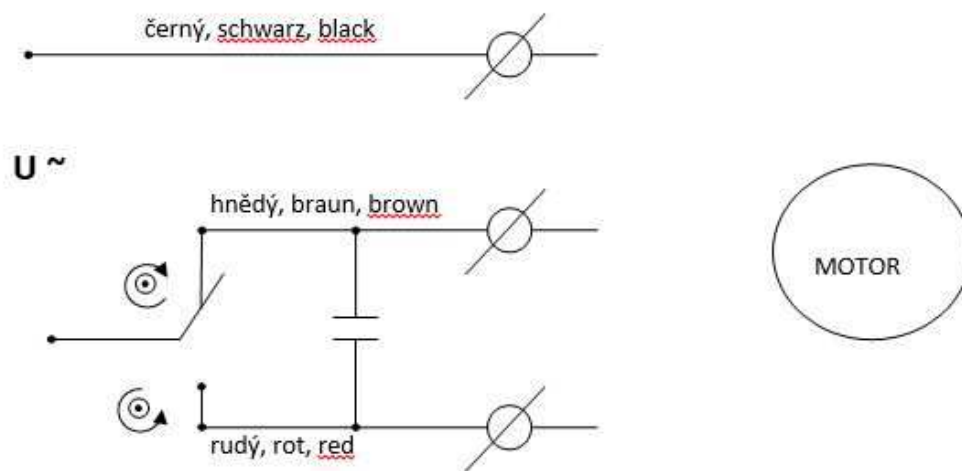 černý, schwarz, black
U ~
hnědý, braun, brown
MOTOR
rudý, rot, red